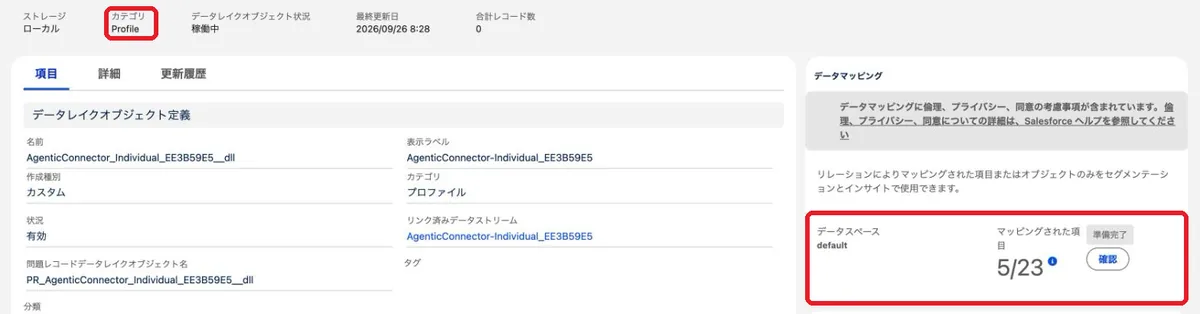 ストレージ
ローカル
カテゴリ
Profile
データレイクオブジェクト状況
稼働中
最終更新日
2026/09/26 8:28
合計レコード数
0
項目
詳細
更新履歴
データレイクオブジェクト定義
名前
AgenticConnector_Individual_EE3B59E5__dll
表示ラベル
AgenticConnector-Individual_EE3B59E5
作成種別
カスタム
カテゴリ
プロファイル
状況
有効
リンク済みデータストリーム
AgenticConnector-Individual_EE3B59E5
問題レコードデータレイクオブジェクト名
PR_AgenticConnector_Individual_EE3B59E5__dll
タグ
分類
データマッピング
データマッピングに倫理、プライバシー、同意の考慮事項が含まれています。倫
理、プライバシー、同意についての詳細は、Salesforce ヘルプを参照してくださ
い
リレーションによりマッピングされた項目またはオブジェクトのみをセグメンテー
ションとインサイトで使用できます。
データスペース
default
マッピングされた項
目
5/23
準備完了
確認